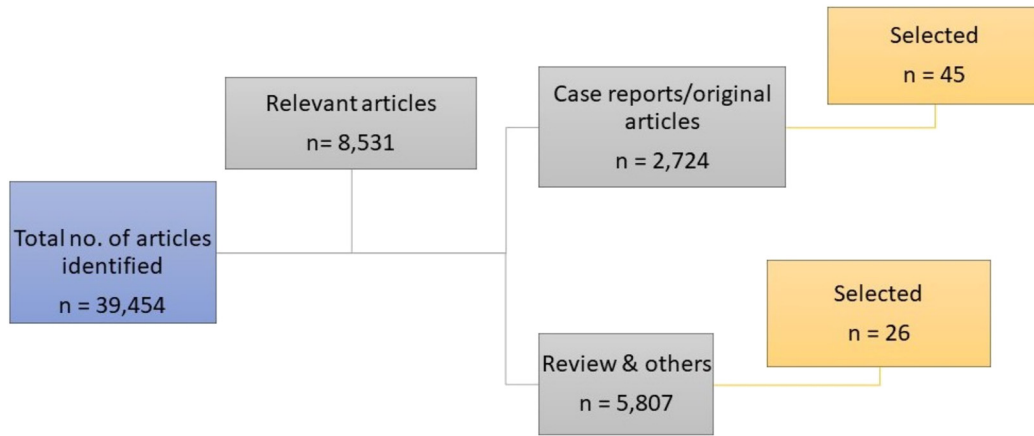 Total no. of articles
identified
n = 39,454
Relevant articles
n= 8,531
Case reports/original
articles
n = 2,724
Selected
n = 45
Review & others
n = 5,807
Selected
n = 26